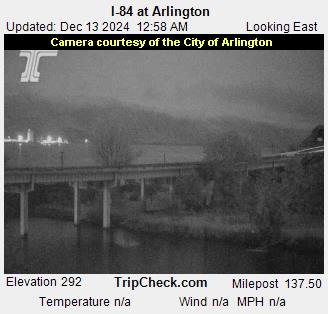 I-84 at Arlington
Updated: Dec 13 2024 12:58 AM Looking East
Camera courtesy of the City of Arlington
Elevation 292 TripCheck.com Milepost 137.50
Temperature n/a Wind n/a MPH n/a